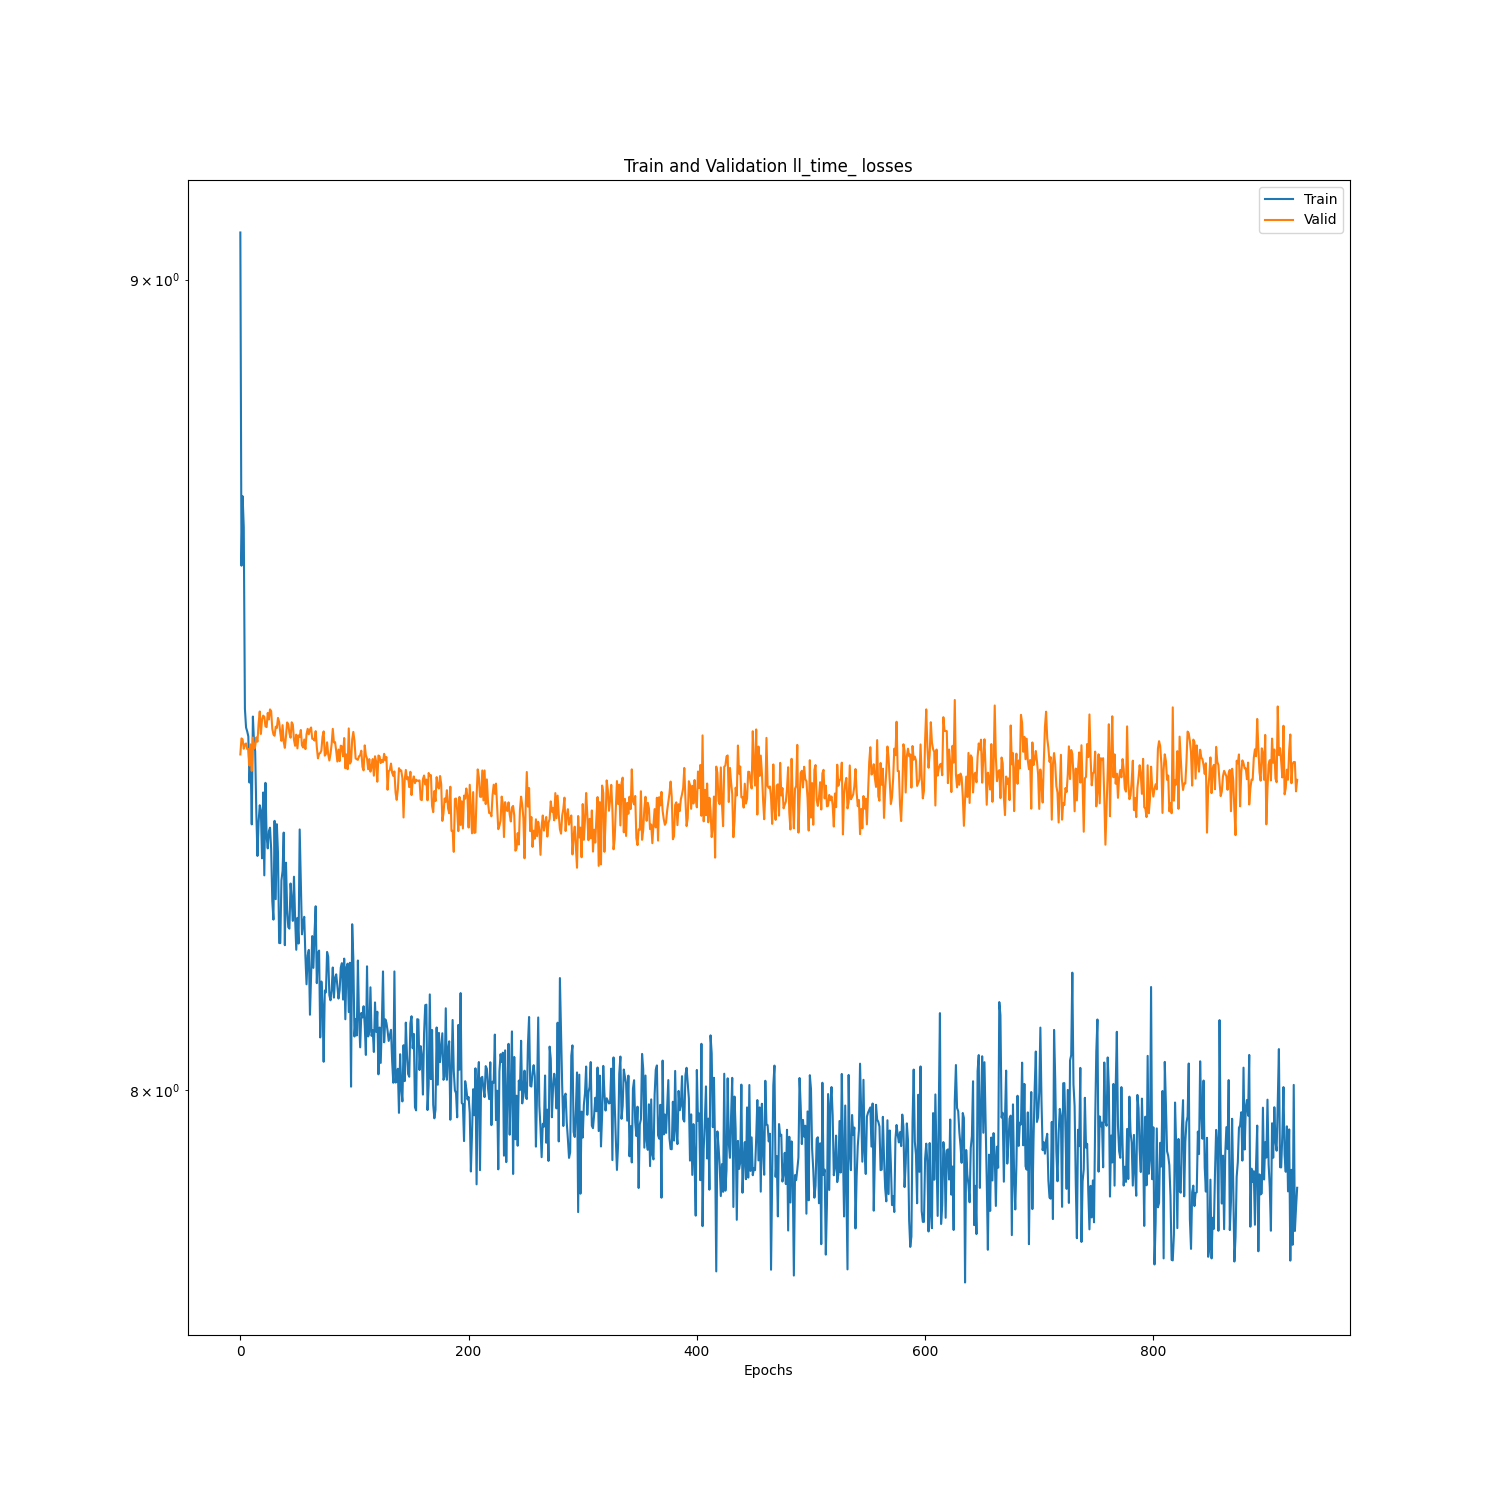 Train and Validation ll_time_ losses
Train
Valid
9 × 10⁰
8 × 10⁰
0 200 400 600 800
Epochs